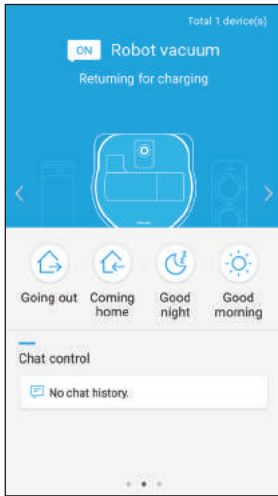 Total 1 device(s)
ON Robot vacuum
Returning for charging
Going out
Coming home
Good night
Good morning
Chat control
No chat history.